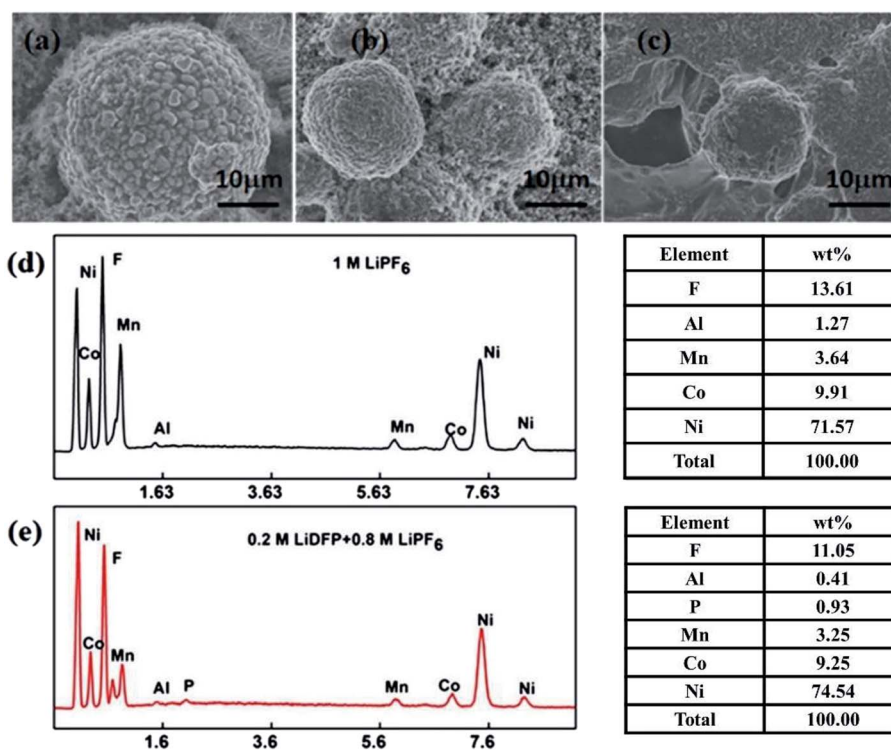 (a)
(b)
(c)
10μm
10μm
10μm
(d)
1 M LiPF6
Ni
F
Co
Mn
Al
Mn
Co
Ni
Ni
1.63
3.63
5.63
7.63
Element wt%
F 13.61
Al 1.27
Mn 3.64
Co 9.91
Ni 71.57
Total 100.00
(e)
0.2 M LiDFP+0.8 M LiPF6
Ni
F
Co
Mn
Al
P
Mn
Co
Ni
Ni
1.6
3.6
5.6
7.6
Element wt%
F 11.05
Al 0.41
P 0.93
Mn 3.25
Co 9.25
Ni 74.54
Total 100.00